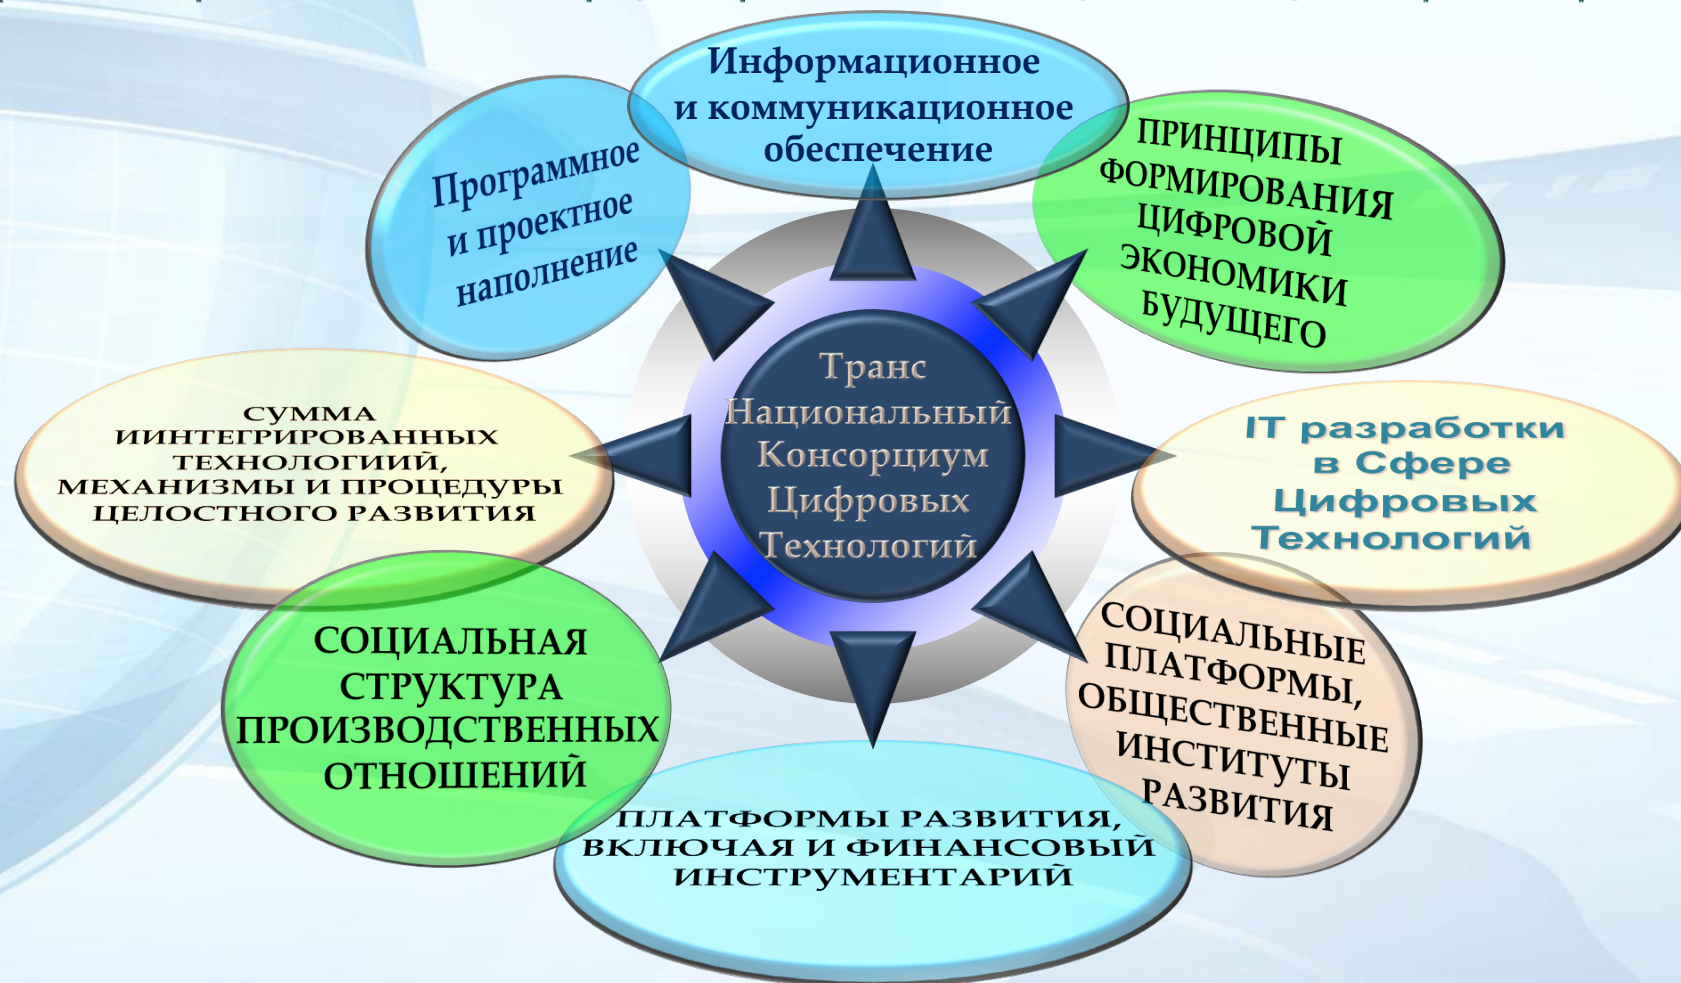 Информационное
и коммуникационное
обеспечение
Программное
и проектное
наполнение
ПРИНЦИПЫ
ФОРМИРОВАНИЯ
ЦИФРОВОЙ
ЭКОНОМИКИ
БУДУЩЕГО
Транс
Национальный
Консорциум
Цифровых
Технологий
СУММА
ИИНТЕГРИРОВАННЫХ
ТЕХНОЛОГИИЙ,
МЕХАНИЗМЫ И ПРОЦЕДУРЫ
ЦЕЛОСТНОГО РАЗВИТИЯ
IT разработки
в Сфере
Цифровых
Технологий
СОЦИАЛЬНАЯ
СТРУКТУРА
ПРОИЗВОДСТВЕННЫХ
ОТНОШЕНИЙ
СОЦИАЛЬНЫЕ
ПЛАТФОРМЫ,
ОБЩЕСТВЕННЫЕ
ИНСТИТУТЫ
РАЗВИТИЯ
ПЛАТФОРМЫ РАЗВИТИЯ,
ВКЛЮЧАЯ И ФИНАНСОВЫЙ
ИНСТРУМЕНТАРИЙ